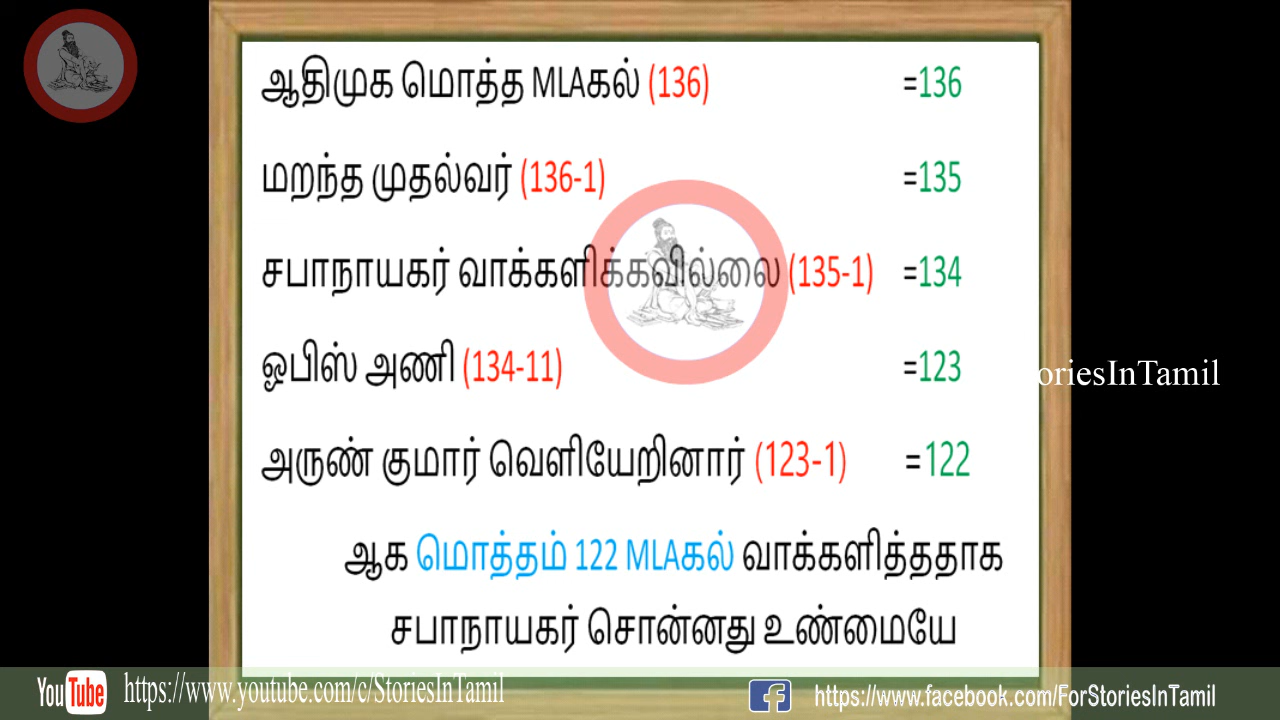 ஆதிமுக மொத்த MLAகல் (136) =136
மறந்த முதல்வர் (136-1) =135
சபாநாயகர் வாக்களிக்கவில்லை (135-1) =134
ஓபிஸ் அணி (134-11) =123
oriesInTamil
அருண் குமார் வெளியேறினார் (123-1) =122
ஆக மொத்தம் 122 MLAகல் வாக்களித்ததாக
சபாநாயகர் சொன்னது உண்மையே
YouTube https://www.youtube.com/c/StoriesInTamil f https://www.facebook.com/ForStoriesInTamil